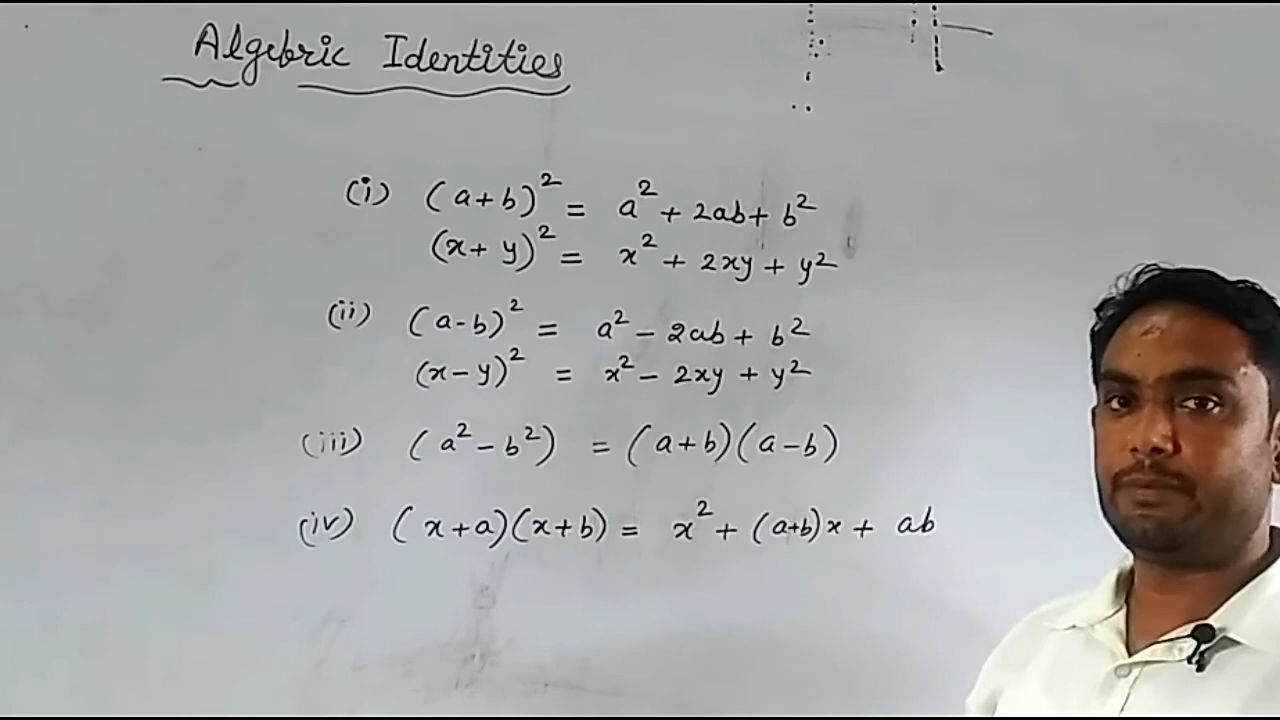 Algebric Identities
(i) (a+b)² = a² + 2ab + b²
(x+y)² = x² + 2xy + y²
(ii) (a-b)² = a² - 2ab + b²
(x-y)² = x² - 2xy + y²
(iii) (a² - b²) = (a+b)(a-b)
(iv) (x+a)(x+b) = x² + (a+b)x + ab